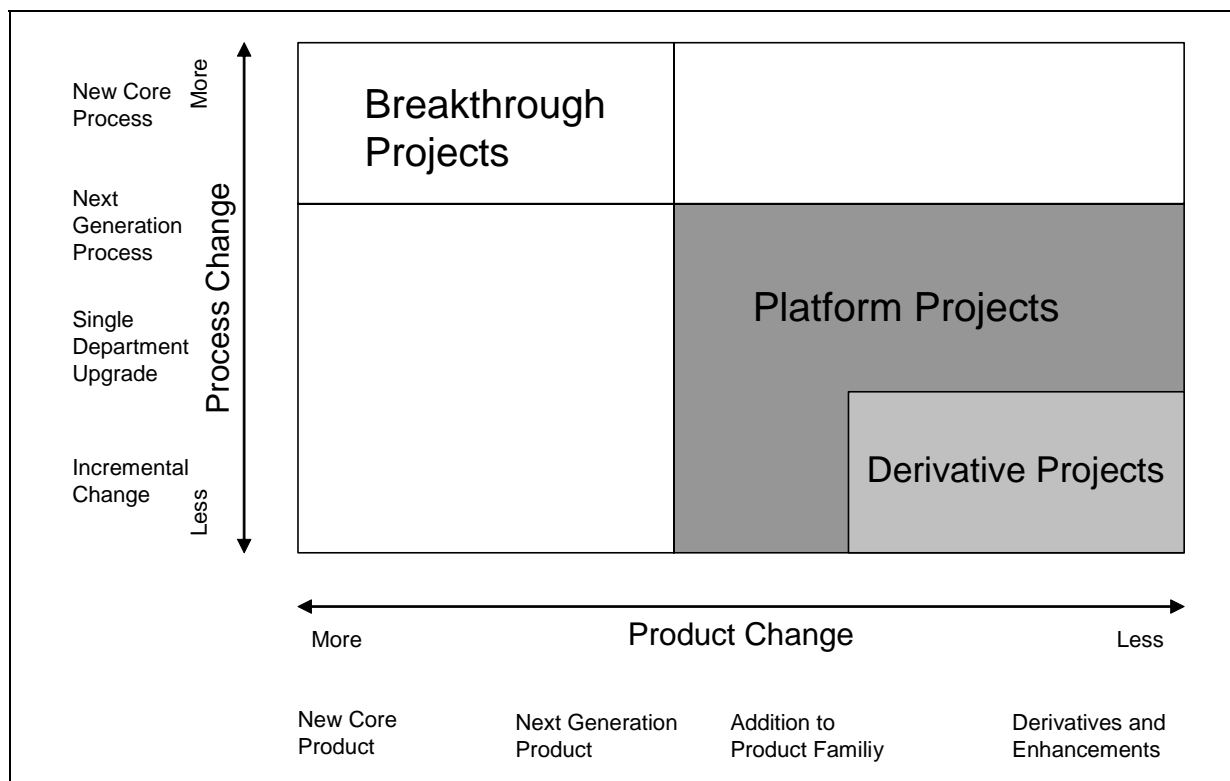 New Core
Process
More
Breakthrough
Projects
Next
Generation
Process
Process Change
Platform Projects
Single
Department
Upgrade
Derivative Projects
Incremental
Change
Less
More
Product Change
Less
New Core
Product
Next Generation
Product
Addition to
Product Familiy
Derivatives and
Enhancements